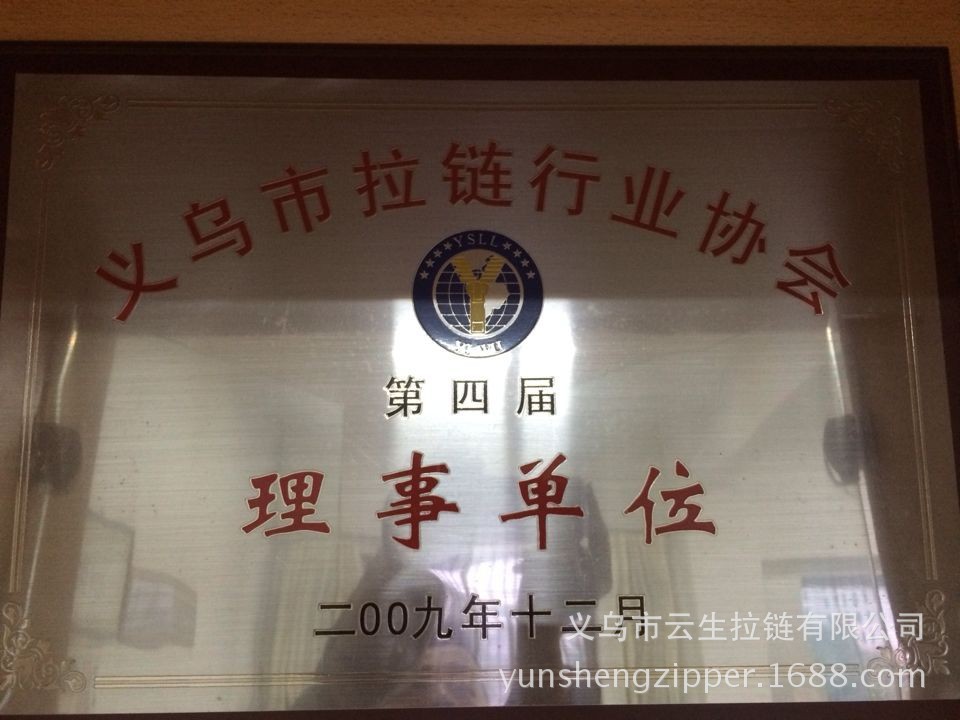 义乌市拉链行业协会
YSLL
YI WU
第四届
理事单位
二00九年十二月
义乌市云生拉链有限公司
yunshengzipper.1688.com